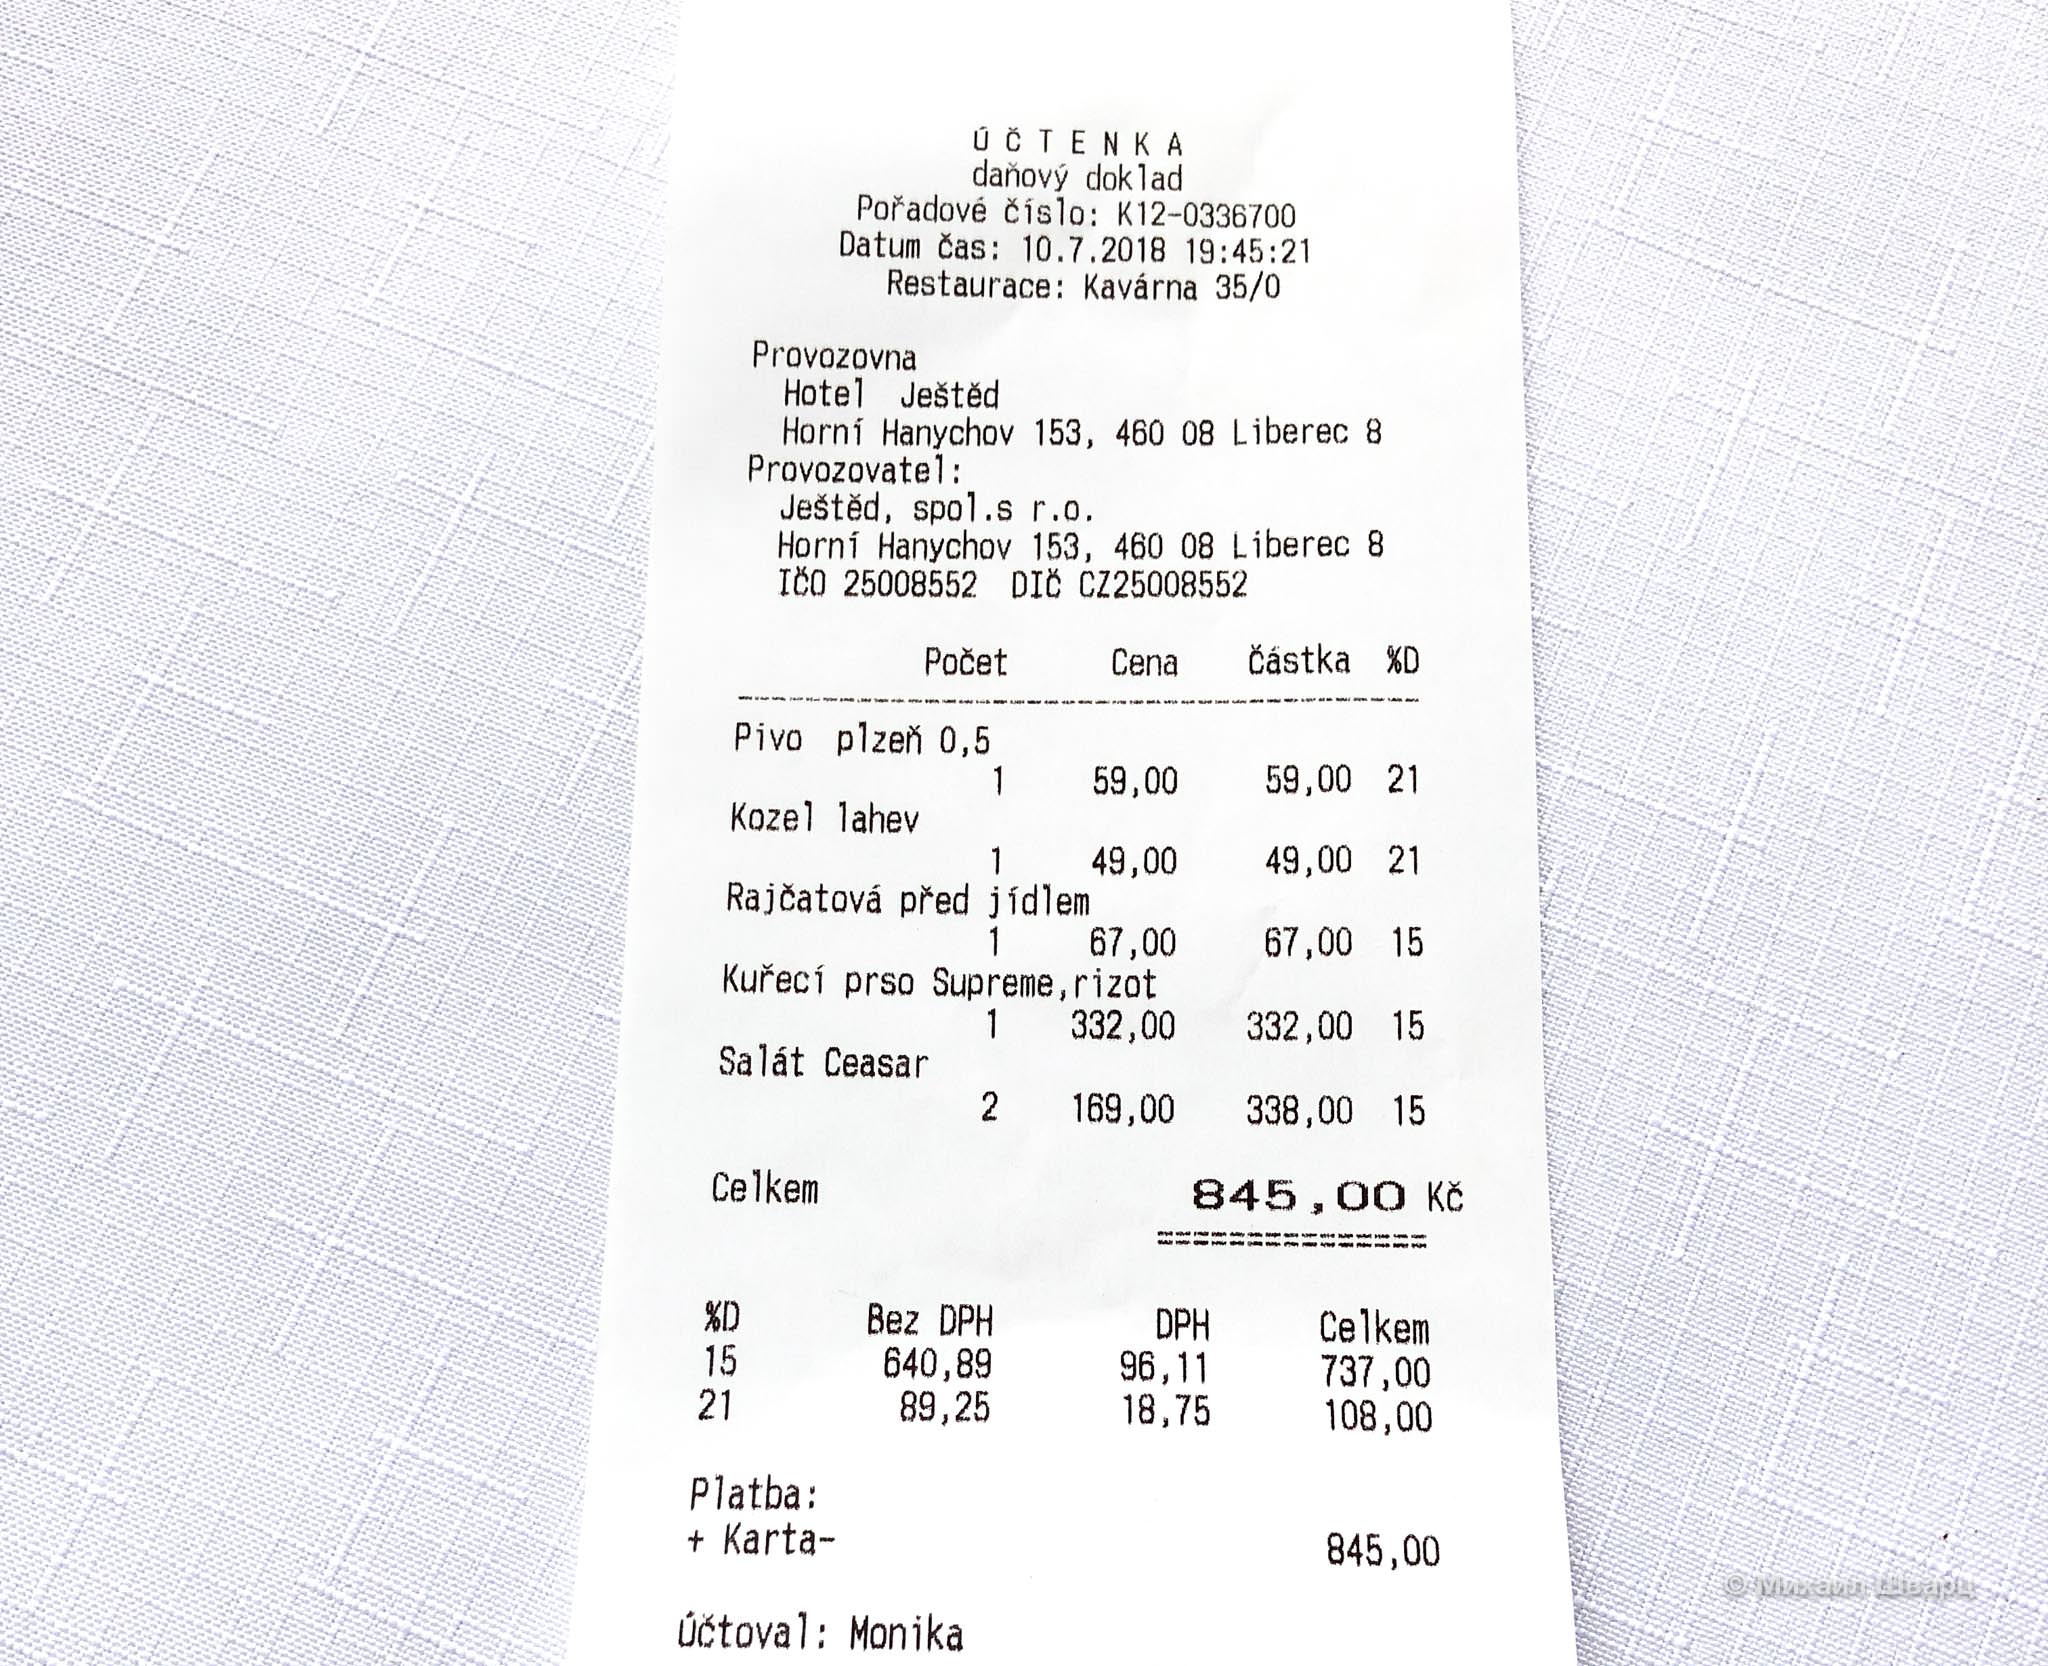 Ú Č T E N K A
daňový doklad
Pořadové číslo: K12-0336700
Datum čas: 10.7.2018 19:45:21
Restaurace: Kavárna 35/0
Provozovna
Hotel Ještěd
Horní Hanychov 153, 460 08 Liberec 8
Provozovatel:
Ještěd, spol.s r.o.
Horní Hanychov 153, 460 08 Liberec 8
IČO 25008552 DIČ CZ25008552
Počet Cena částka %D
Pivo plzeň 0,5
1 59,00 59,00 21
Kozel lahev
1 49,00 49,00 21
Rajčatová před jídlem
1 67,00 67,00 15
Kuřecí prso Supreme,rizot
1 332,00 332,00 15
Salát Ceasar
2 169,00 338,00 15
Celkem 845,00 Kč
%D Bez DPH DPH Celkem
15 640,89 96,11 737,00
21 89,25 18,75 108,00
Platba:
+ Karta- 845,00
Účtoval: Monika
© Михаил Шварц